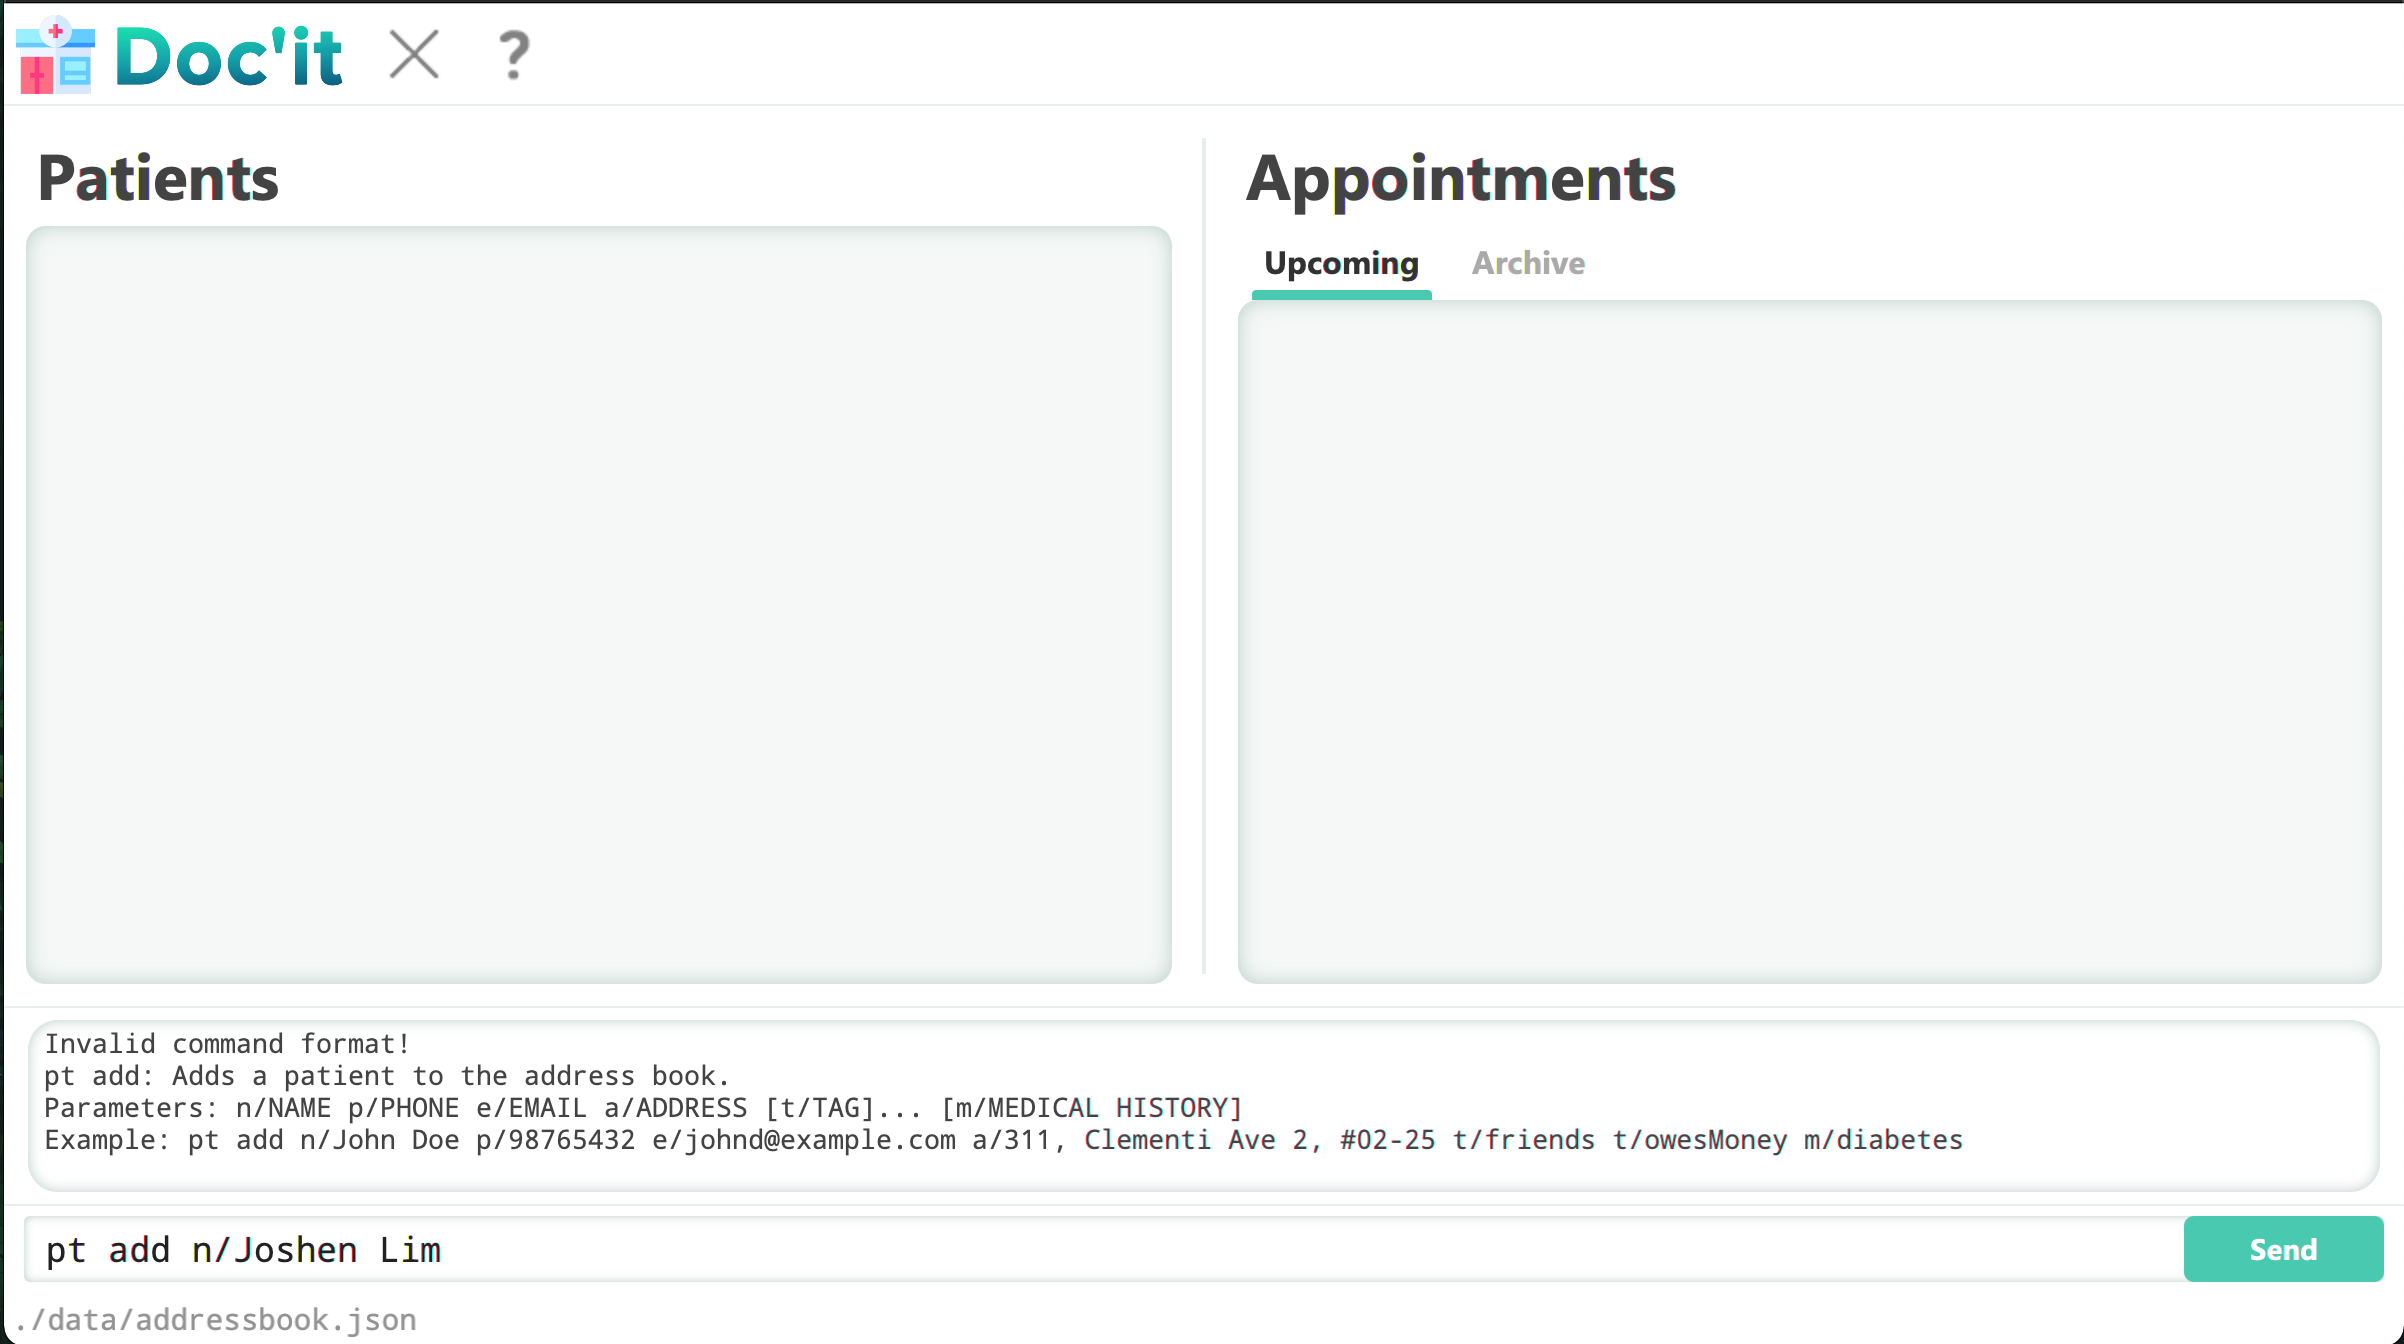 Doc'it
?
Patients
Appointments
Upcoming Archive
Invalid command format!
pt add: Adds a patient to the address book.
Parameters: n/NAME p/PHONE e/EMAIL a/ADDRESS [t/TAG]... [m/MEDICAL HISTORY]
Example: pt add n/John Doe p/98765432 e/johnd@example.com a/311, Clementi Ave 2, #02-25 t/friends t/owesMoney m/diabetes
pt add n/Joshen Lim
Send
./data/addressbook.json